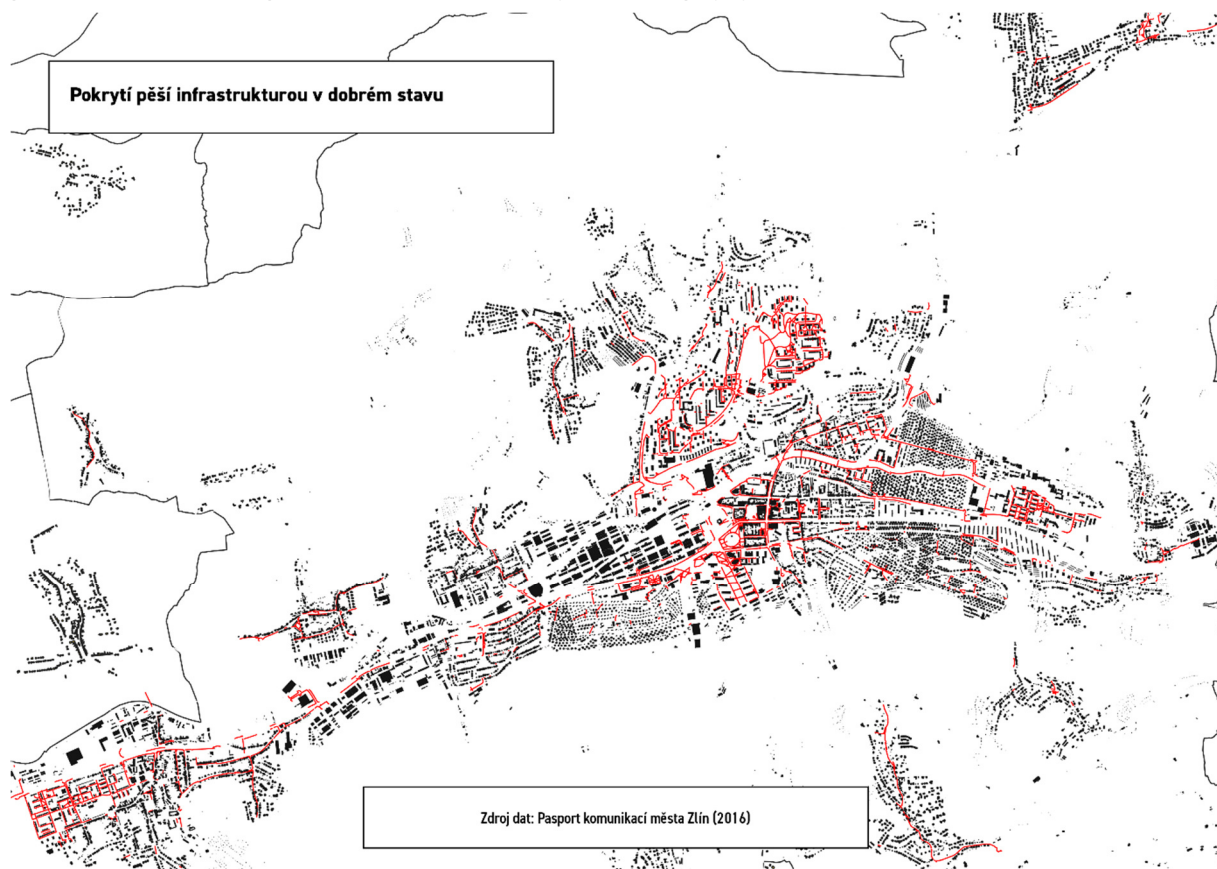 Pokrytí pěší infrastrukturou v dobrém stavu
Zdroj dat: Pasport komunikací města Zlín (2016)